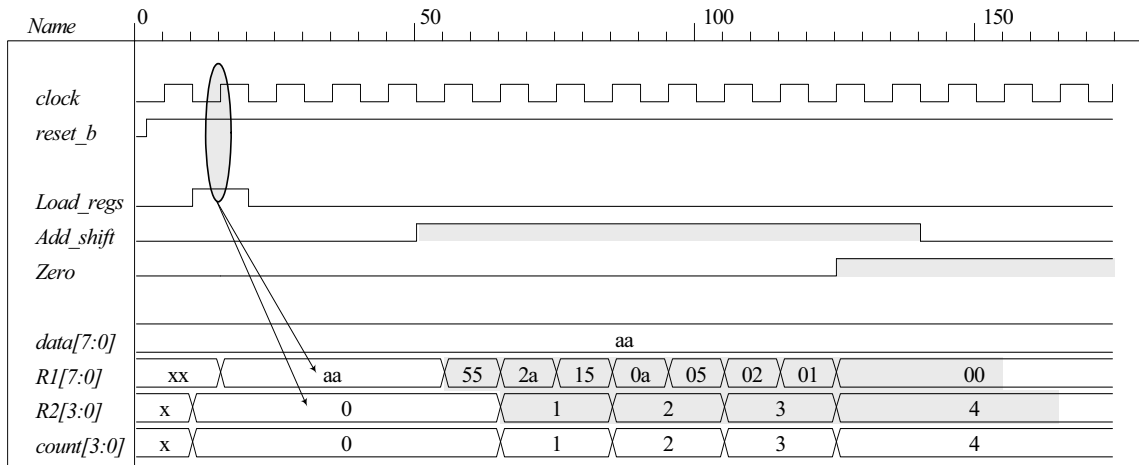 Name 0 50 100 150
clock
reset_b
Load_regs
Add_shift
Zero
data[7:0] aa
R1[7:0] xx aa 55 2a 15 0a 05 02 01 00
R2[3:0] x 0 1 2 3 4
count[3:0] x 0 1 2 3 4